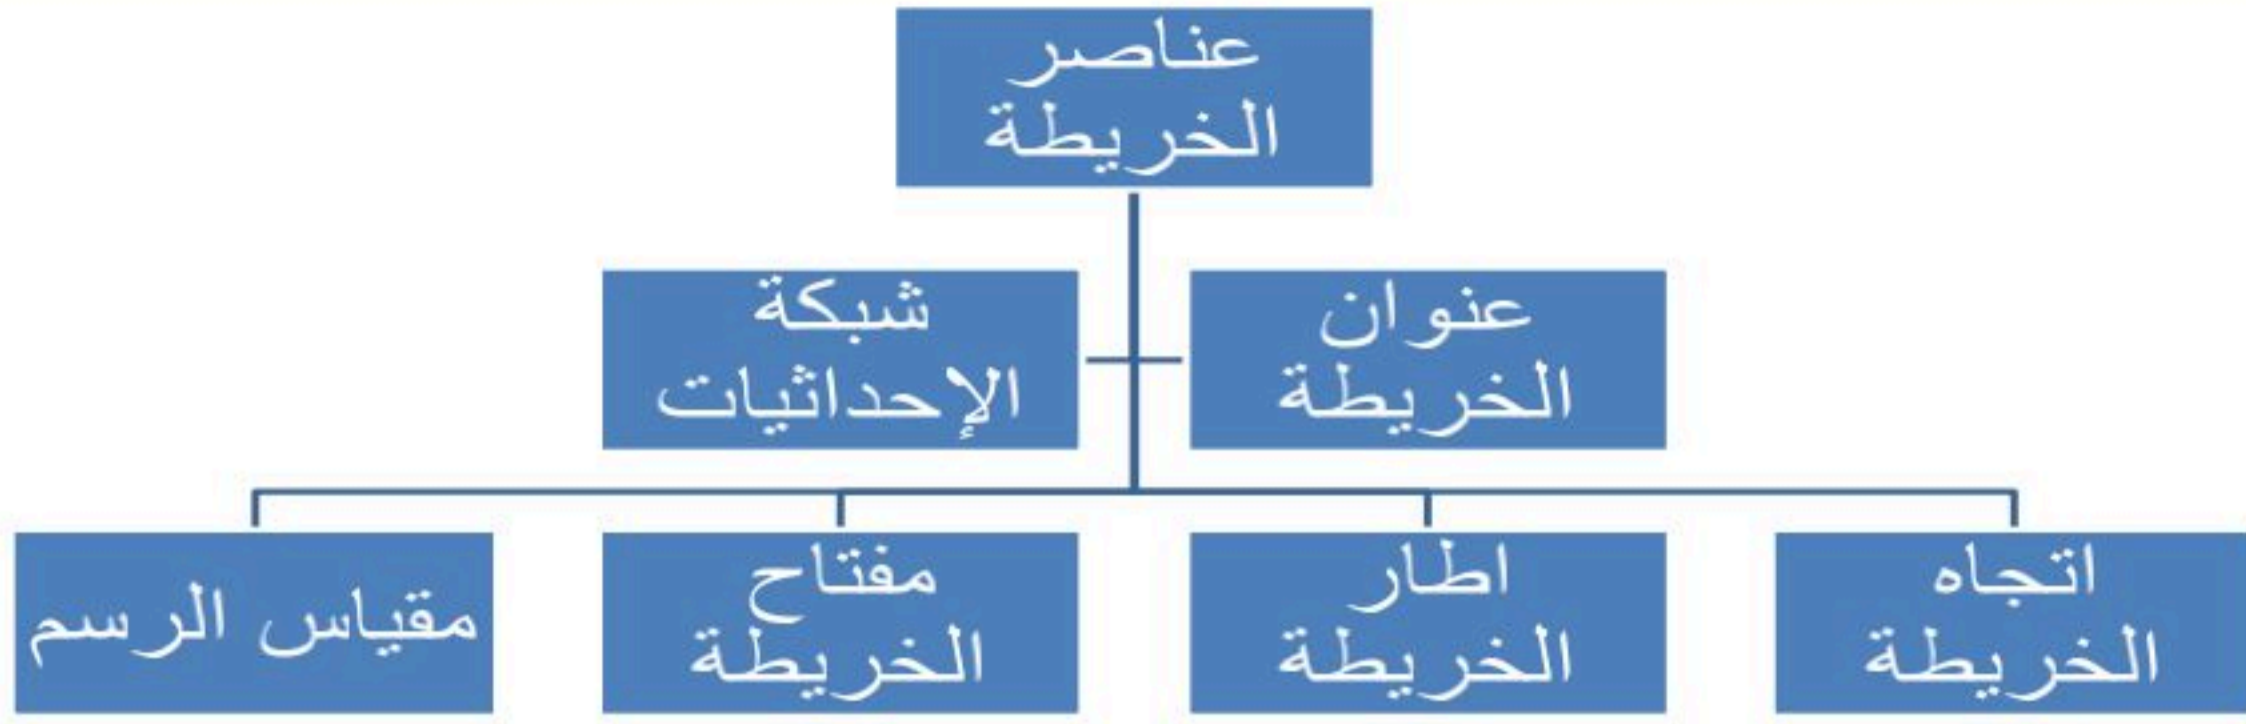 عناصر
الخريطة
عنوان
الخريطة
شبكة
الإحداثيات
اتجاه
الخريطة
اطار
الخريطة
مفتاح
الخريطة
مقياس الرسم